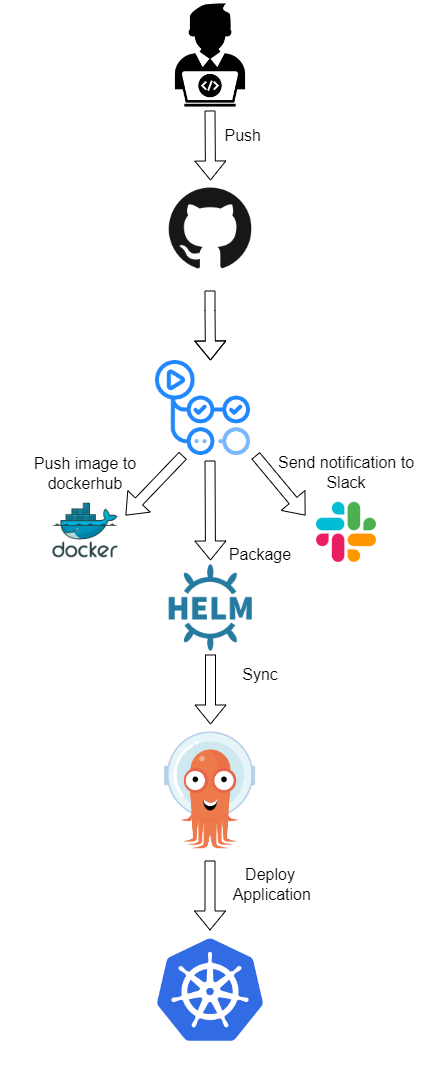 Push
Push image to
dockerhub
Send notification to
Slack
docker
Package
HELM
Sync
Deploy
Application